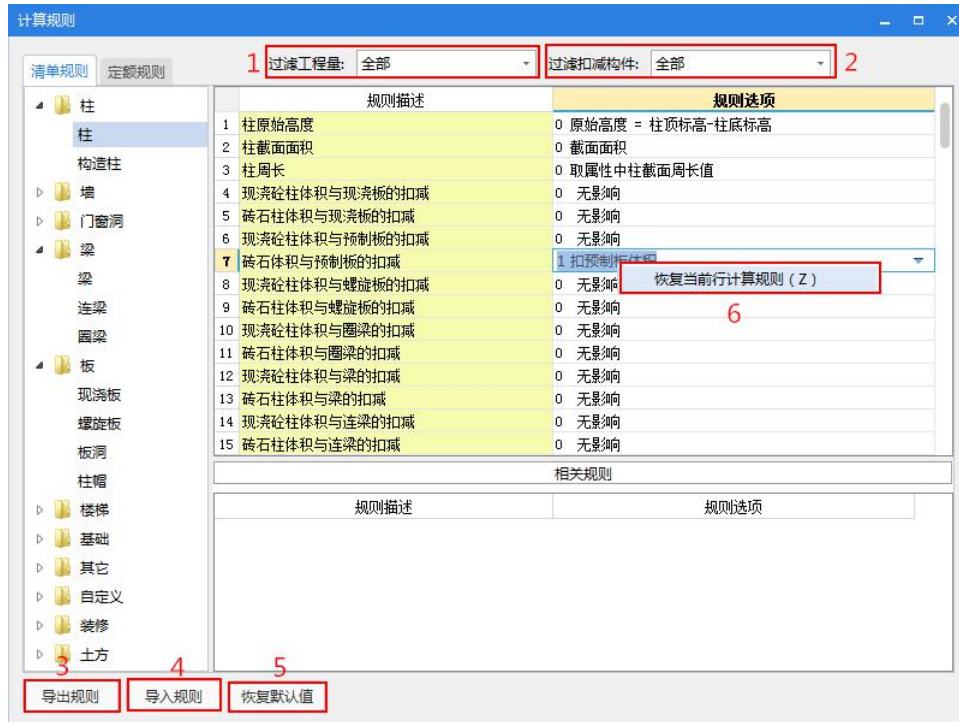 计算规则
清单规则 定额规则 1 过滤工程量: 全部 过滤扣减构件: 全部 2
柱
柱
构造柱
墙
门窗洞
梁
梁
连梁
圈梁
板
现浇板
螺旋板
板洞
柱帽
楼梯
基础
其它
自定义
装修
土方
规则描述 规则选项
1 柱原始高度 0 原始高度 = 柱顶标高-柱底标高
2 柱截面面积 0 截面面积
3 柱周长 0 取属性中柱截面周长值
4 现浇砼柱体积与现浇板的扣减 0 无影响
5 砖石柱体积与现浇板的扣减 0 无影响
6 现浇砼柱体积与预制板的扣减 0 无影响
7 砖石体积与预制板的扣减 1 扣预制板体积
8 现浇砼柱体积与螺旋板的扣减 0 无影响
恢复当前行计算规则(Z)
9 砖石柱体积与螺旋板的扣减 0 无影响
6
10 现浇砼柱体积与圈梁的扣减 0 无影响
11 砖石柱体积与圈梁的扣减 0 无影响
12 现浇砼柱体积与梁的扣减 0 无影响
13 砖石柱体积与梁的扣减 0 无影响
14 现浇砼柱体积与连梁的扣减 0 无影响
15 砖石柱体积与连梁的扣减 0 无影响
相关规则
规则描述 规则选项
3 4 5
导出规则 导入规则 恢复默认值